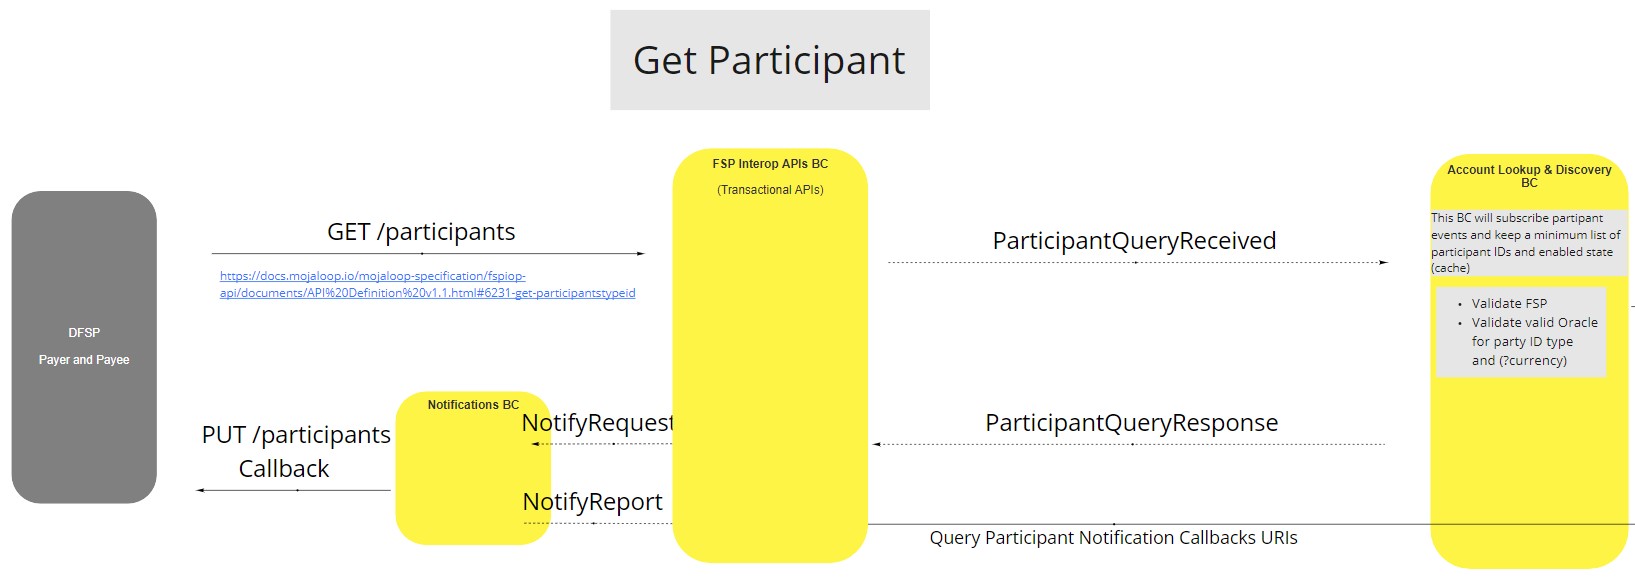 Get Participant
FSP Interop APIs BC
(Transactional APIs)
Account Lookup & Discovery
BC
This BC will subscribe partipant
events and keep a minimum list of
participant IDs and enabled state
(cache)
GET /participants
https://docs.mojaloop.io/mojaloop-specification/fspiop-
api/documents/API%20Definition%20v1.1.html#6231-get-participantstypeid
ParticipantQueryReceived
• Validate FSP
• Validate valid Oracle
for party ID type
and (?currency)
DFSP
Payer and Payee
Notifications BC
NotifyRequest
ParticipantQueryResponse
PUT /participants
Callback
NotifyReport
Query Participant Notification Callbacks URIs